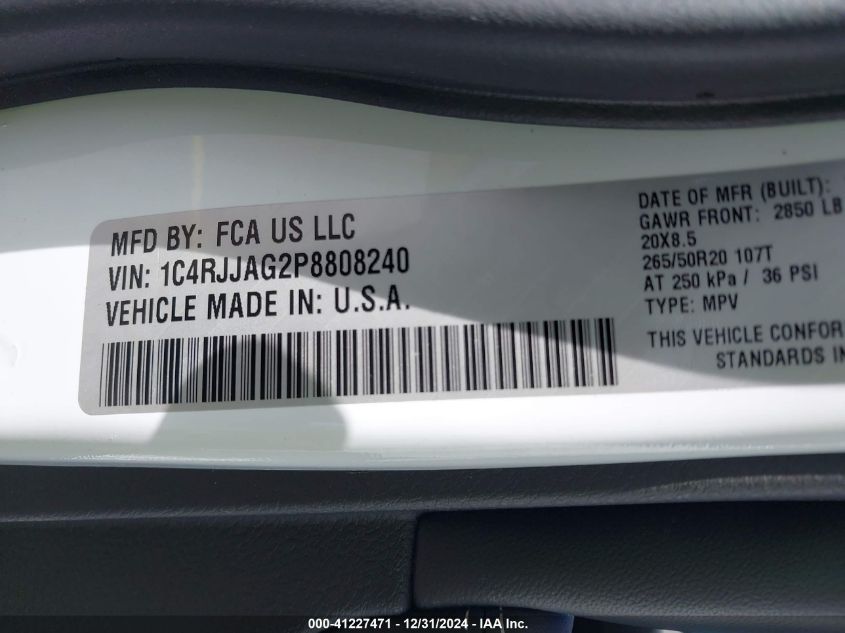 MFD BY: FCA US LLC
VIN: 1C4RJJAG2P8808240
VEHICLE MADE IN: U.S.A.
DATE OF MFR (BUILT):
GAWR FRONT: 2850 LB
20X8.5
265/50R20 107T
AT 250 kPa / 36 PSI
TYPE: MPV
THIS VEHICLE CONFOR
STANDARDS IN
000-41227471 - 12/31/2024 - IAA Inc.